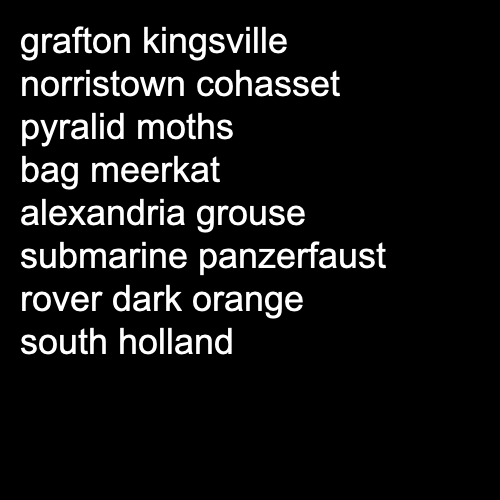 grafton kingsville
norristown cohasset
pyralid moths
bag meerkat
alexandria grouse
submarine panzerfaust
rover dark orange
south holland